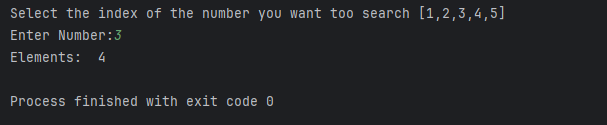 Select the index of the number you want too search [1,2,3,4,5]
Enter Number:3
Elements:  4
Process finished with exit code 0